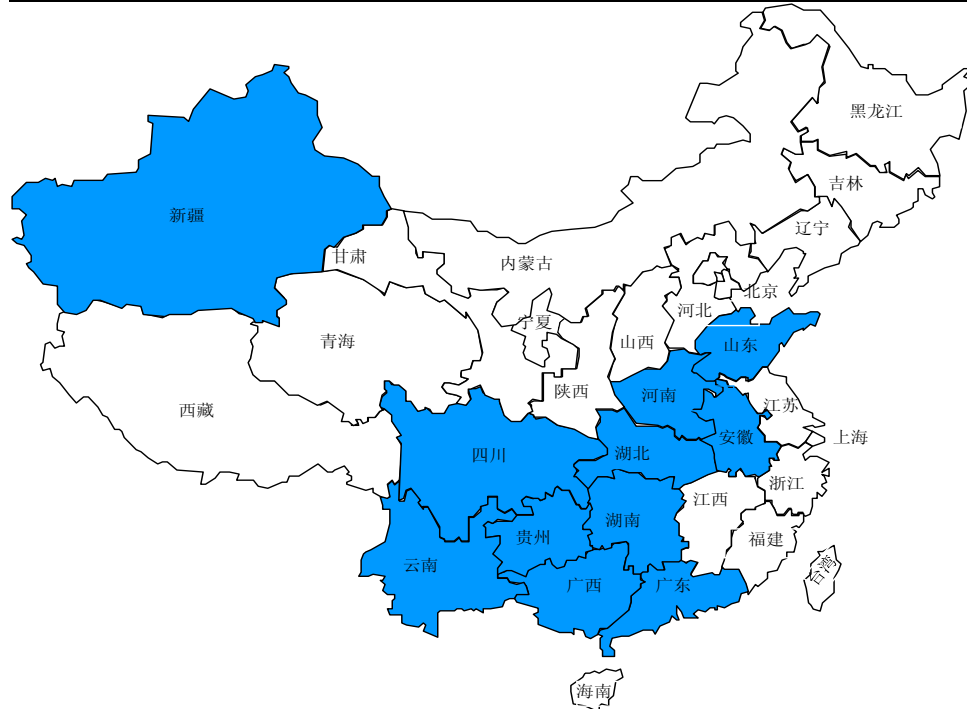 黑龙江
吉林
新疆
辽宁
甘肃
内蒙古
北京
河北
宁夏
青海
山西
山东
陕西
河南
江苏
西藏
安徽
上海
四川
湖北
浙江
江西
湖南
贵州
福建
云南
台湾
广西
广东
海南